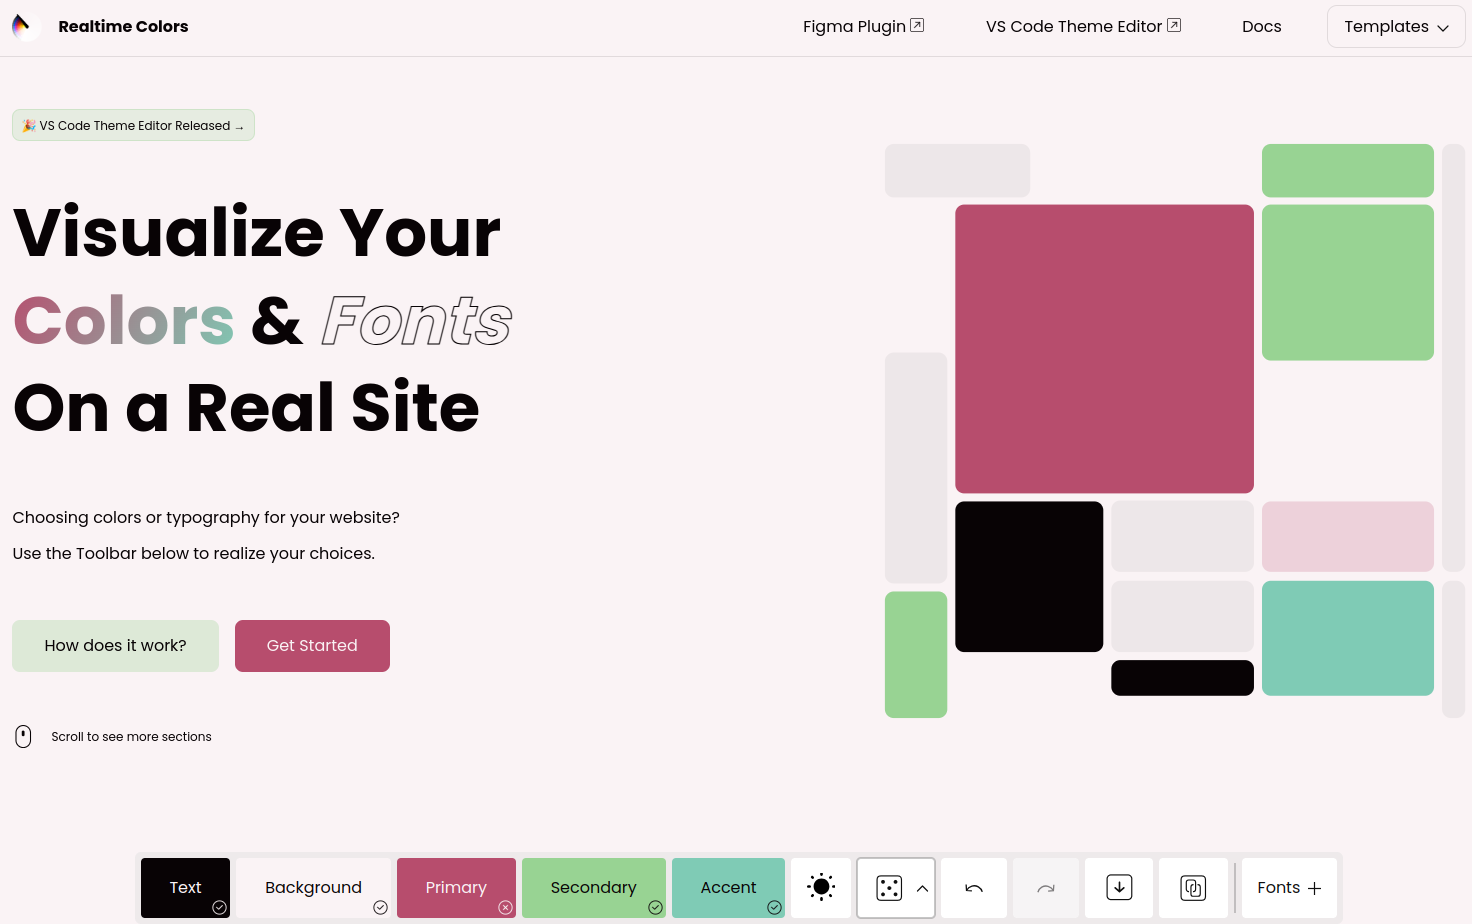 Realtime Colors
Figma Plugin
VS Code Theme Editor
Docs
Templates
🎉 VS Code Theme Editor Released →
Visualize Your
Colors & Fonts
On a Real Site
Choosing colors or typography for your website?
Use the Toolbar below to realize your choices.
How does it work?
Get Started
Scroll to see more sections
Text
Background
Primary
Secondary
Accent
Fonts